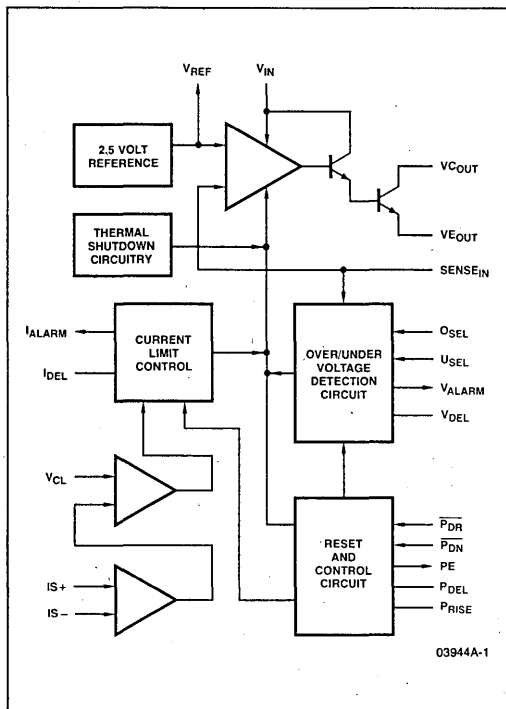 VREF
VIN
2.5 VOLT
REFERENCE
VCOUT
THERMAL
SHUTDOWN
CIRCUITRY
VEOUT
SENSEIN
IALARM
IDEL
CURRENT
LIMIT
CONTROL
OVER/UNDER
VOLTAGE
DETECTION
CIRCUIT
OSEL
USEL
VALARM
VDEL
VCL
IS+
IS−
RESET
AND
CONTROL
CIRCUIT
PDR
PDN
PE
PDEL
PRISE
03944A-1